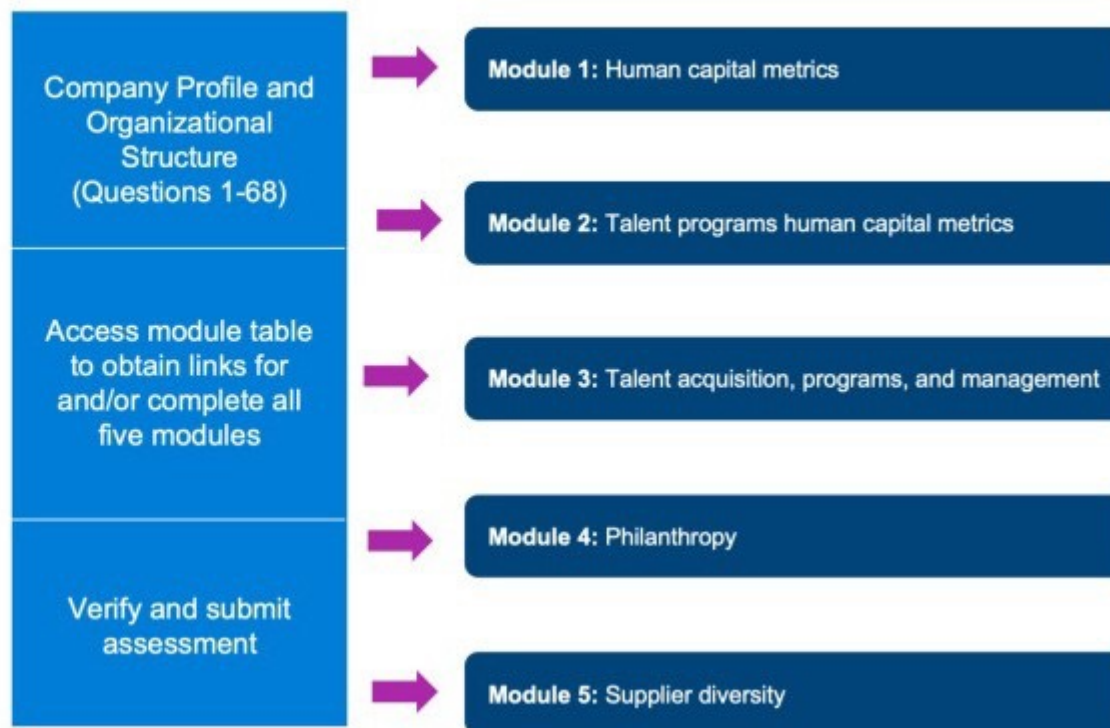 Company Profile and
Organizational
Structure
(Questions 1-68)
Access module table
to obtain links for
and/or complete all
five modules
Verify and submit
assessment
Module 1: Human capital metrics
Module 2: Talent programs human capital metrics
Module 3: Talent acquisition, programs, and management
Module 4: Philanthropy
Module 5: Supplier diversity